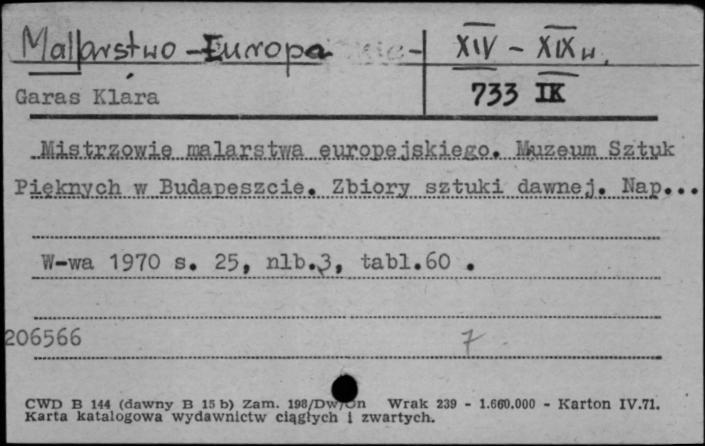 Malarstwo - Europa - XIV - XIX w.
Garas Klara 733 IK
Mistrzowie malarstwa europejskiego. Muzeum Sztuk
Pięknych w Budapeszcie. Zbiory sztuki dawnej. Nap...
W-wa 1970 s. 25, nlb.3, tabl.60 .
206566 7
CWD B 144 (dawny B 15 b) Zam. 198/Dw/On Wrak 239 - 1.660.000 - Karton IV.71.
Karta katalogowa wydawnictw ciągłych i zwartych.